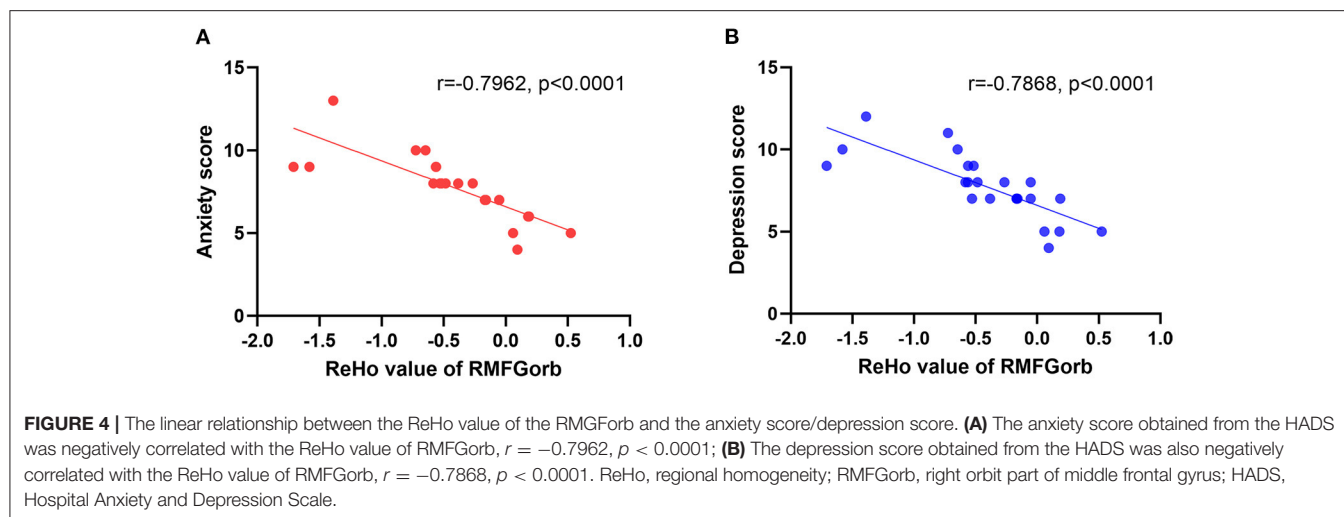 A
B
r=-0.7962, p<0.0001
r=-0.7868, p<0.0001
15
10
5
0
Anxiety score
-2.0 -1.5 -1.0 -0.5 0.0 0.5 1.0
ReHo value of RMFGorb
15
10
5
0
Depression score
-2.0 -1.5 -1.0 -0.5 0.0 0.5 1.0
ReHo value of RMFGorb
FIGURE 4 | The linear relationship between the ReHo value of the RMGForb and the anxiety score/depression score. (A) The anxiety score obtained from the HADS
was negatively correlated with the ReHo value of RMFGorb, r = −0.7962, p < 0.0001; (B) The depression score obtained from the HADS was also negatively
correlated with the ReHo value of RMFGorb, r = −0.7868, p < 0.0001. ReHo, regional homogeneity; RMFGorb, right orbit part of middle frontal gyrus; HADS,
Hospital Anxiety and Depression Scale.